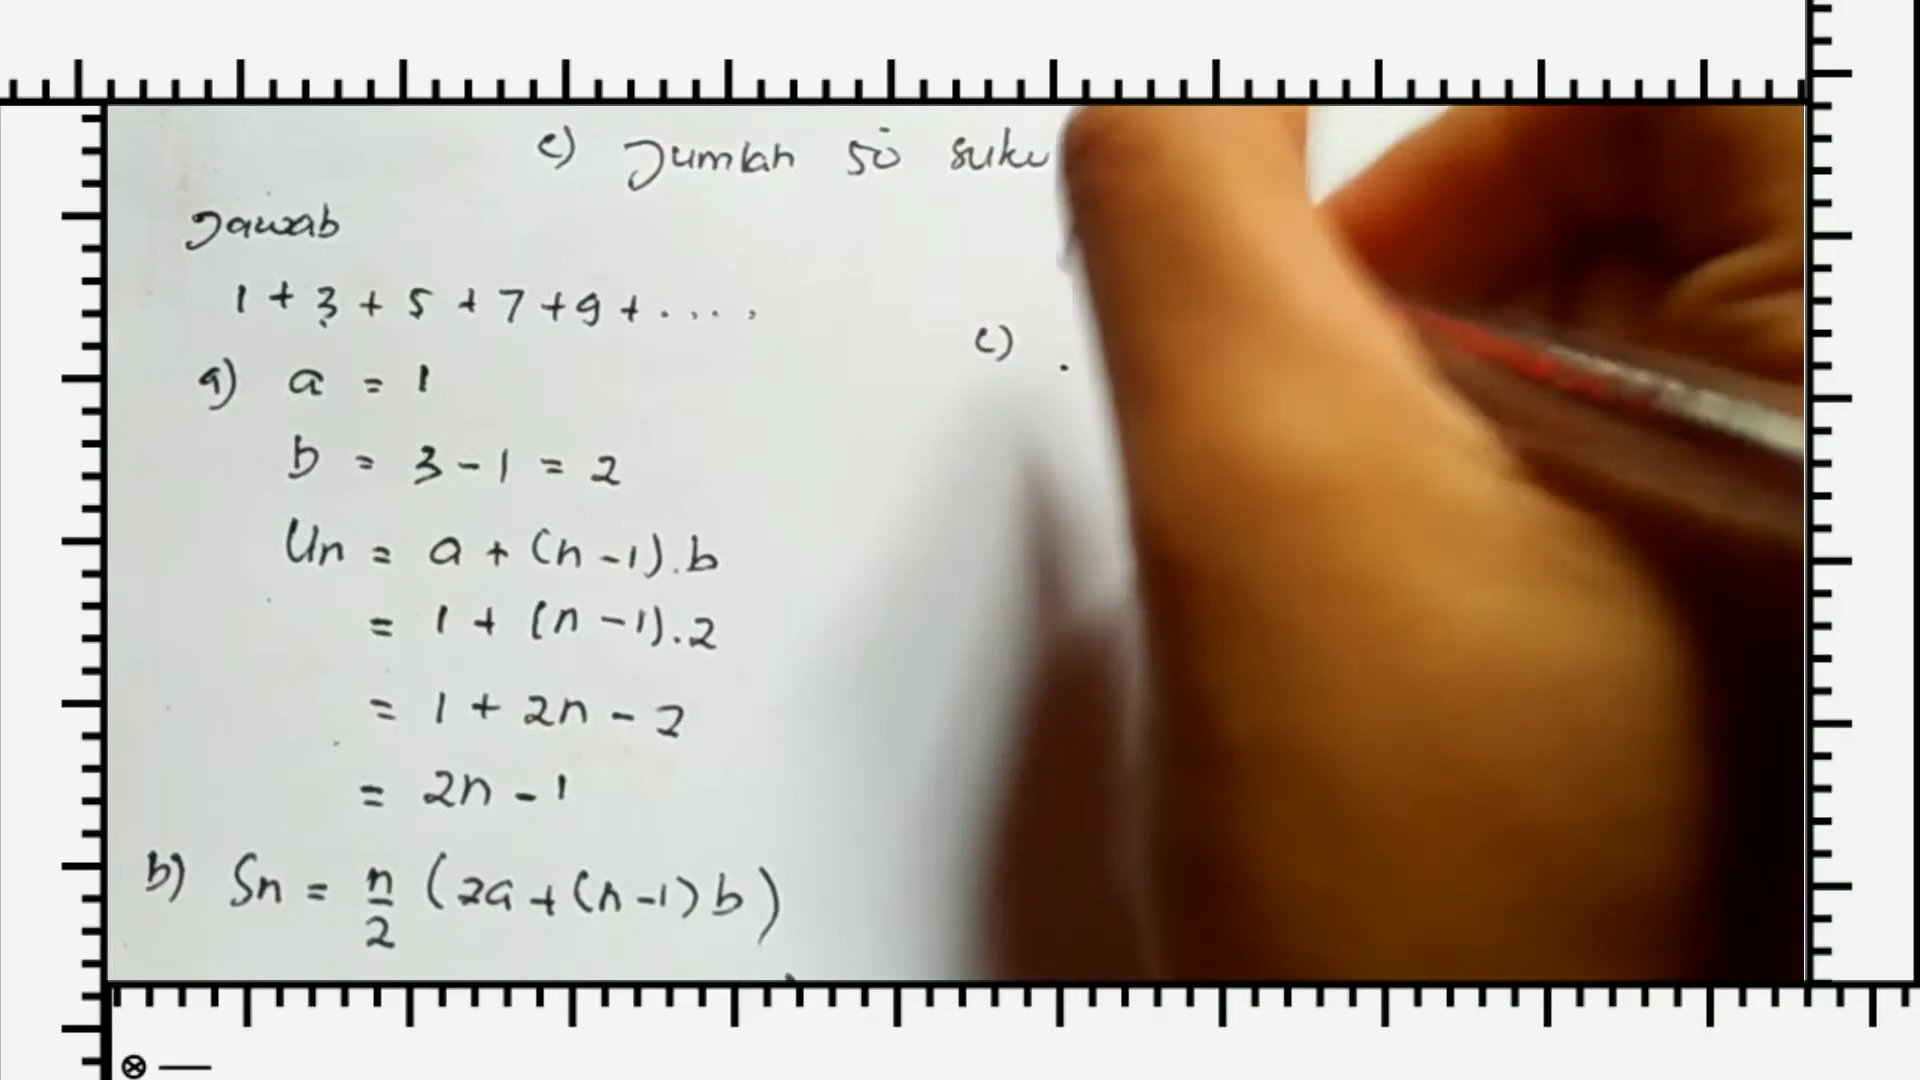 c) Jumlah 50 suku
Jawab
1 + 3 + 5 + 7 + 9 + ....,
c) .
a) a = 1
b = 3 - 1 = 2
Un = a + (n - 1).b
= 1 + (n - 1).2
= 1 + 2n - 2
= 2n - 1
b) Sn = n/2 (2a + (n - 1) b)